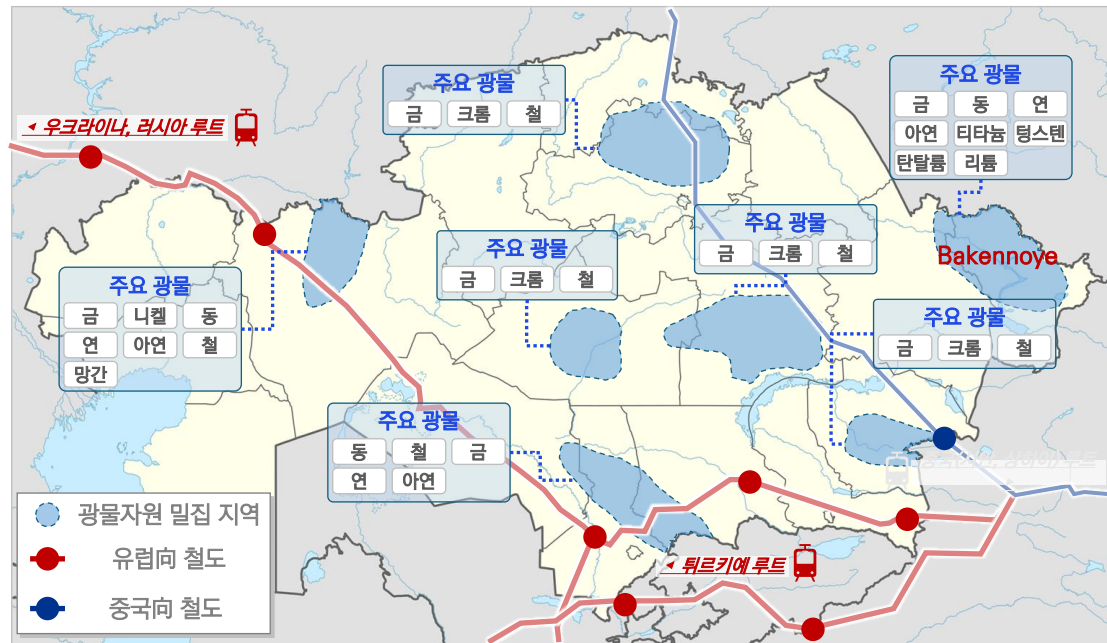 주요 광물
금 크롬 철
주요 광물
금 동 연
아연 티타늄 텅스텐
탄탈륨 리튬
◂ 우크라이나, 러시아 루트
주요 광물
금 크롬 철
주요 광물
금 크롬 철
Bakennoye
주요 광물
금 니켈 동
연 아연 철
망간
주요 광물
금 크롬 철
주요 광물
동 철 금
연 아연
광물자원 밀집 지역
유럽向 철도
중국向 철도
◂ 튀르키예 루트